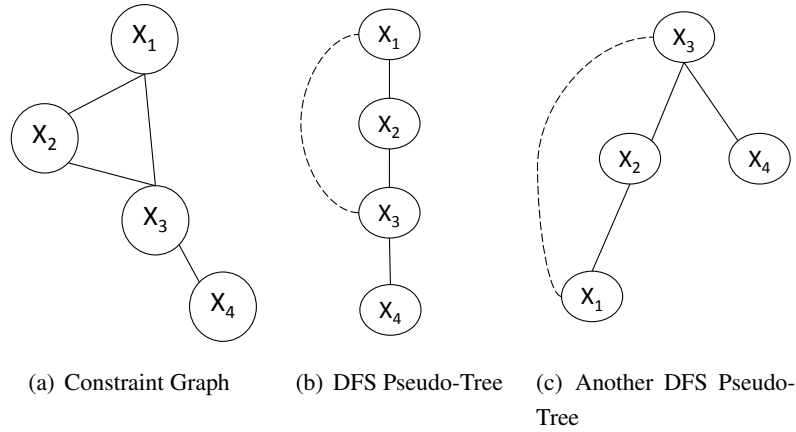 X1
X2
X3
X4
X1
X2
X3
X4
X3
X2
X4
X1
(a) Constraint Graph
(b) DFS Pseudo-Tree
(c) Another DFS Pseudo-
Tree